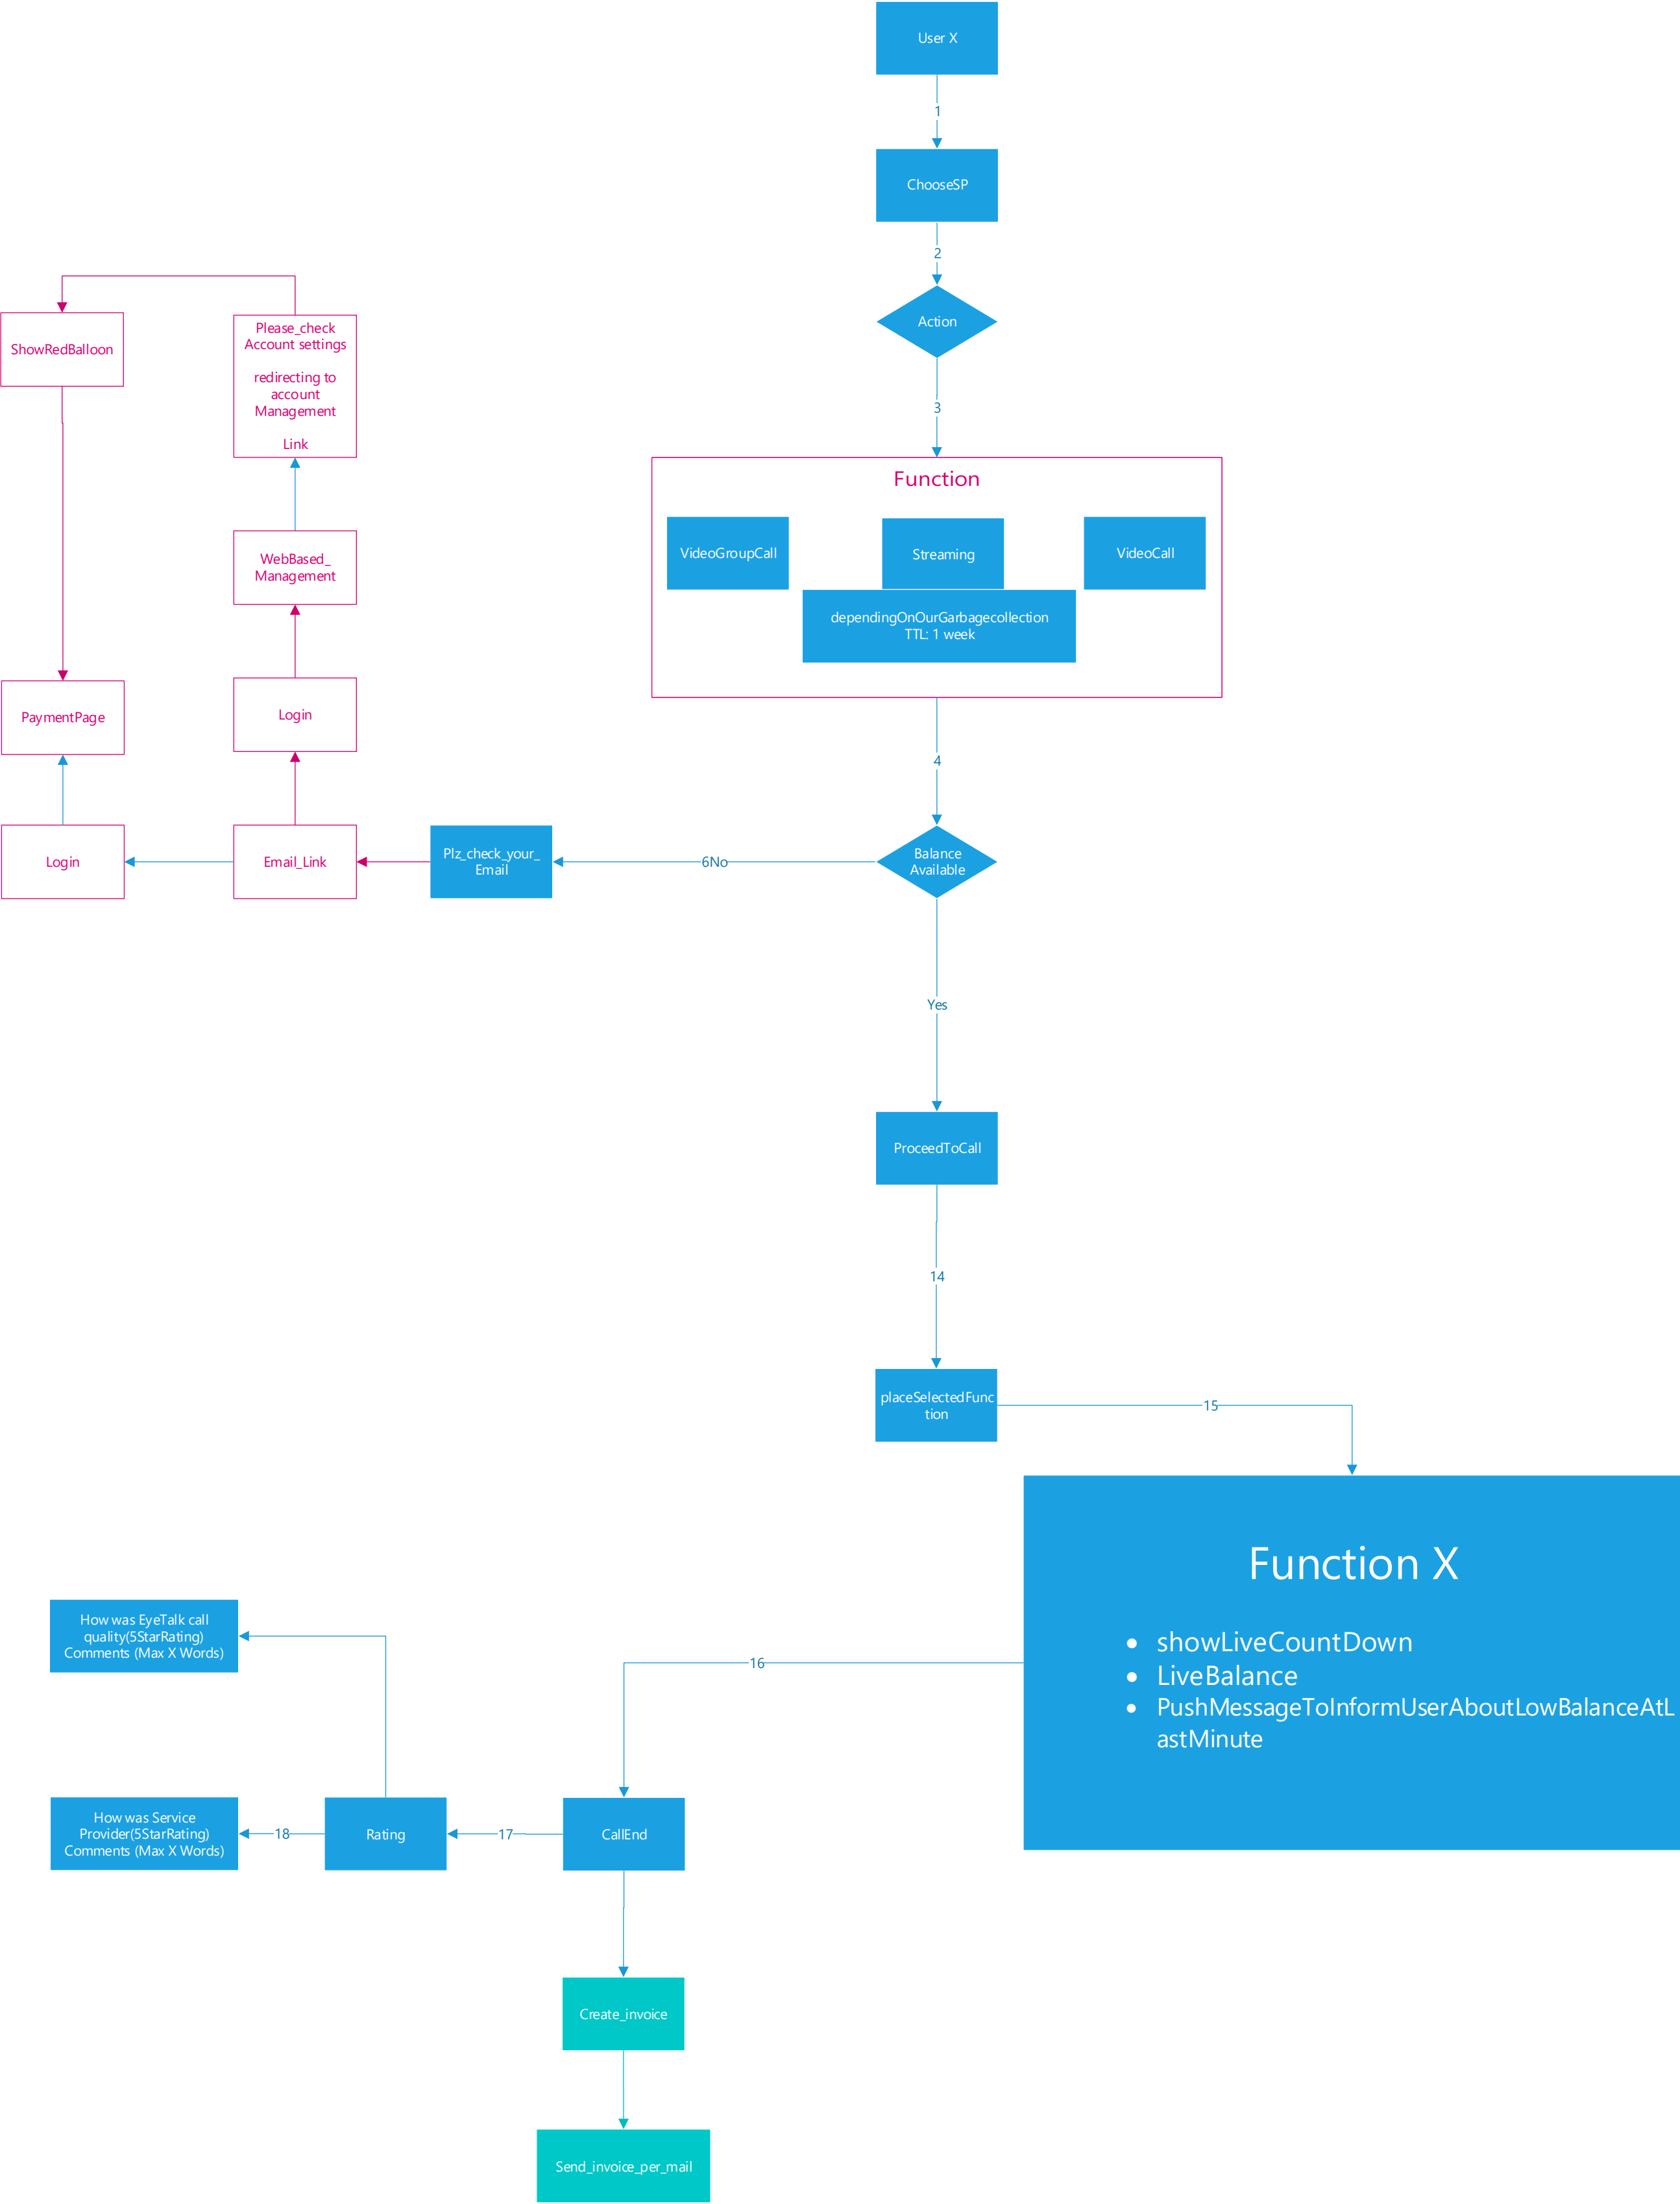 User X
1
ChooseSP
2
Action
3
Function
VideoGroupCall
Streaming
VideoCall
dependingOnOurGarbagecollection
TTL: 1 week
4
Balance
Available
6No
Plz_check_your_
Email
Email_Link
Login
PaymentPage
Login
WebBased_
Management
Please_check
Account settings
redirecting to
account
Management
Link
ShowRedBalloon
Yes
ProceedToCall
14
placeSelectedFunc
tion
15
Function X
• showLiveCountDown
• LiveBalance
• PushMessageToInformUserAboutLowBalanceAtL
astMinute
16
CallEnd
17
Rating
How was EyeTalk call
quality(5StarRating)
Comments (Max X Words)
18
How was Service
Provider(5StarRating)
Comments (Max X Words)
Create_invoice
Send_invoice_per_mail